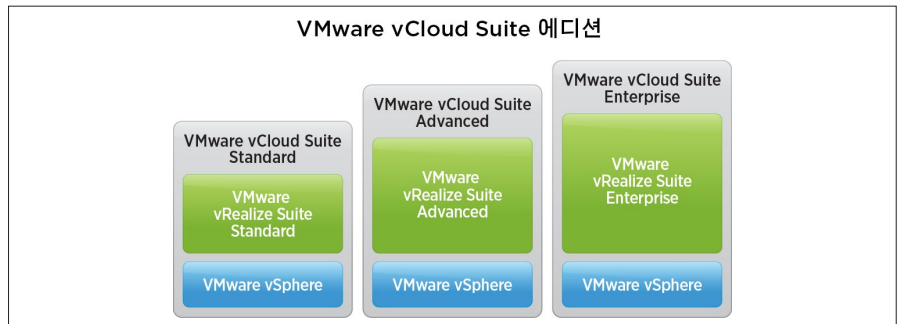 VMware vCloud Suite 에디션
VMware vCloud Suite
Standard
VMware
vRealize Suite
Standard
VMware vSphere
VMware vCloud Suite
Advanced
VMware
vRealize Suite
Advanced
VMware vSphere
VMware vCloud Suite
Enterprise
VMware
vRealize Suite
Enterprise
VMware vSphere